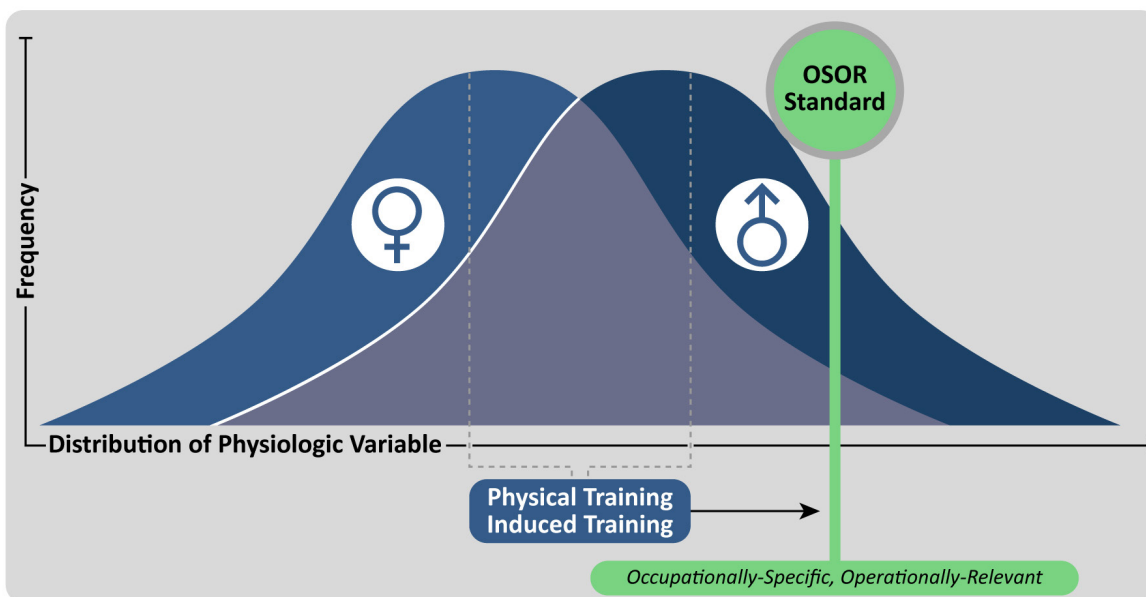 OSOR
Standard
Frequency
Distribution of Physiologic Variable
Physical Training
Induced Training
Occupationally-Specific, Operationally-Relevant